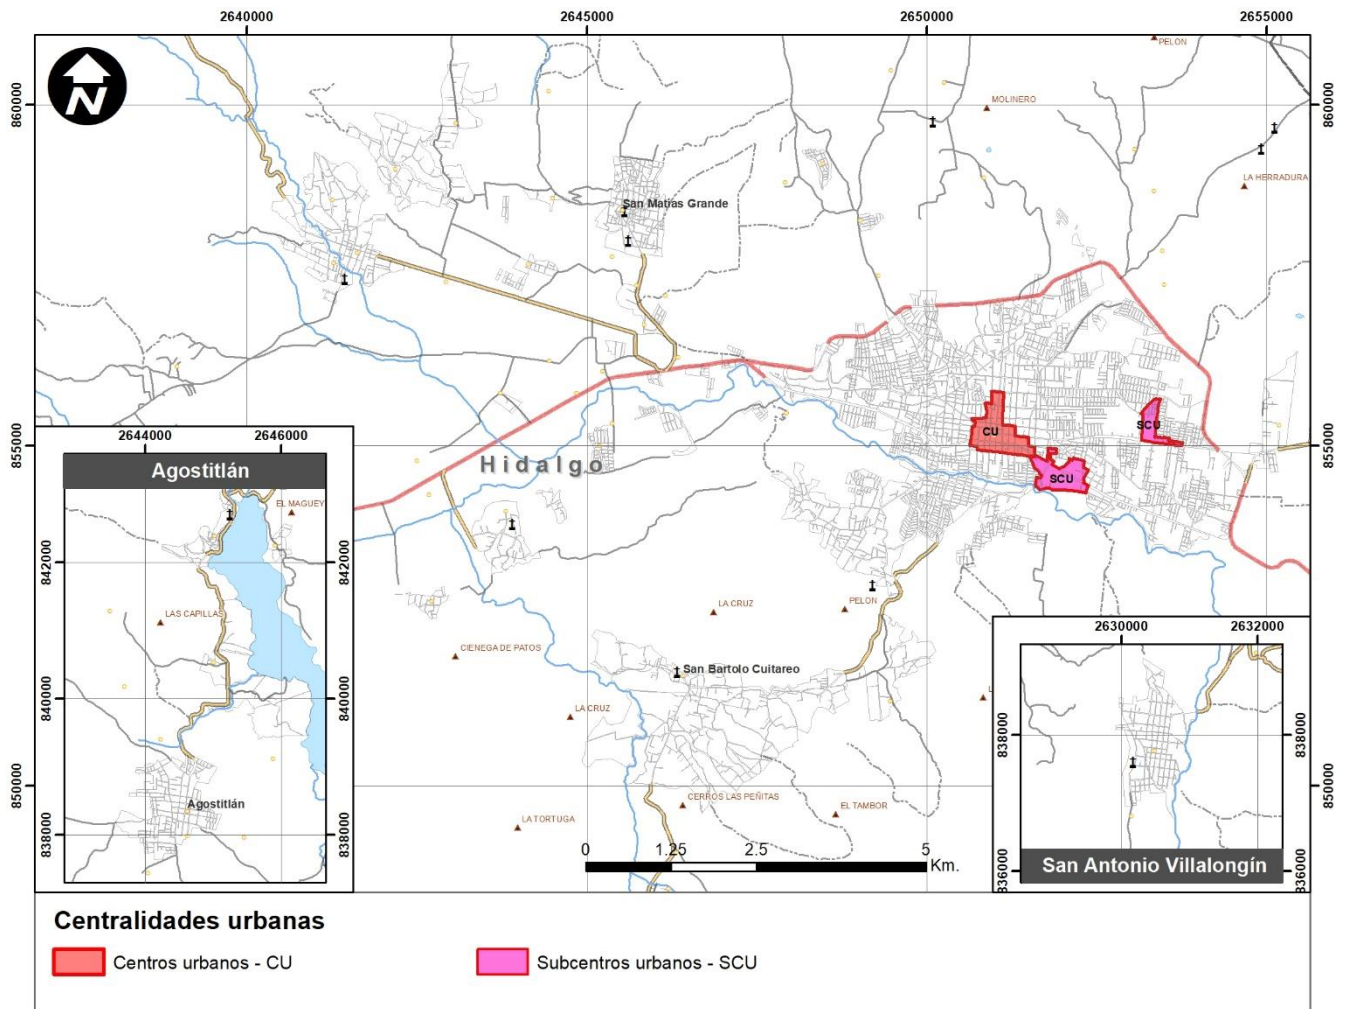 2640000
2645000
2650000
2655000
860000
860000
N
PELON
MOLINERO
LA HERRADURA
San Matías Grande
CU
SCU
SCU
855000
855000
Hidalgo
2644000
2646000
Agostitlán
EL MAGUEY
842000
842000
LAS CAPILLAS
840000
840000
Agostitlán
838000
838000
LA CRUZ
PELON
CIENEGA DE PATOS
San Bartolo Cuitareo
LA CRUZ
CERROS LAS PEÑITAS
EL TAMBOR
LA TORTUGA
850000
850000
0
1.25
2.5
5
Km.
2630000
2632000
838000
838000
836000
836000
San Antonio Villalongín
Centralidades urbanas
Centros urbanos - CU
Subcentros urbanos - SCU